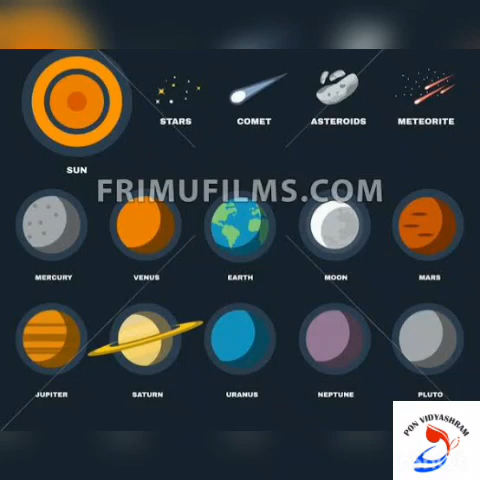 STARS
COMET
ASTEROIDS
METEORITE
SUN
FRIMUFILMS.COM
MERCURY
VENUS
EARTH
MOON
MARS
JUPITER
SATURN
URANUS
NEPTUNE
PLUTO
PON VIDYASHRAM